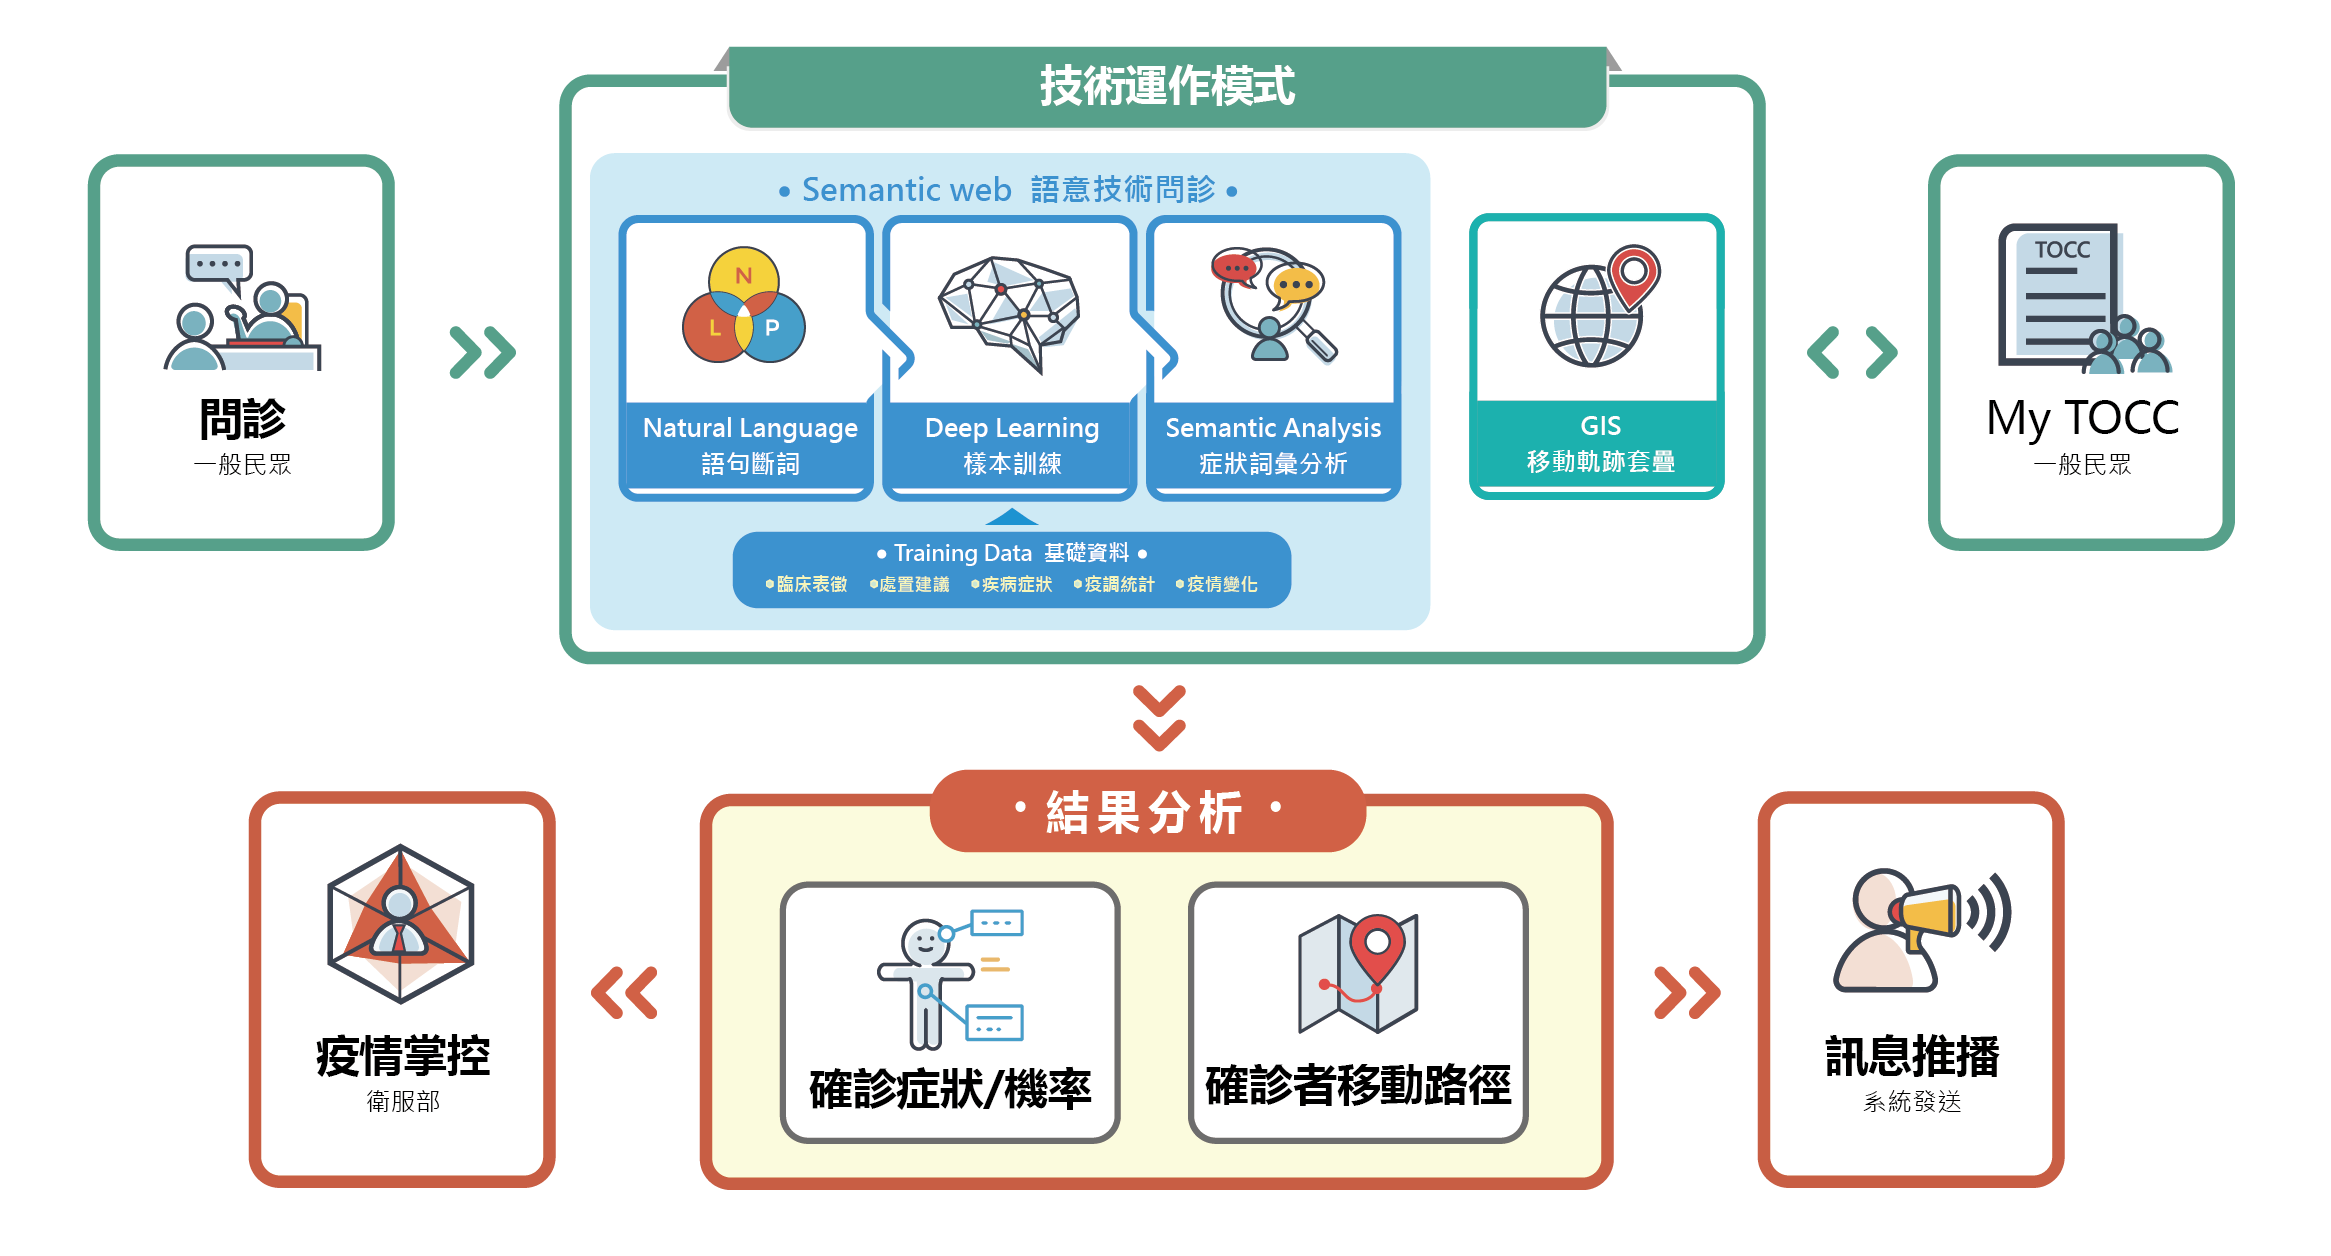 技術運作模式
問診
一般民眾
• Semantic web 語意技術問診 •
N
L P
Natural Language
語句斷詞
Deep Learning
樣本訓練
Semantic Analysis
症狀詞彙分析
• Training Data 基礎資料 •
臨床表徵 處置建議 疾病症狀 疫調統計 疫情變化
GIS
移動軌跡套疊
TOCC
My TOCC
一般民眾
• 結果分析 •
疫情掌控
衛服部
確診症狀/機率
確診者移動路徑
訊息推播
系統發送